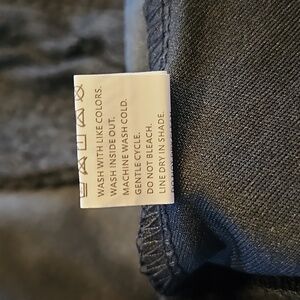 WASH WITH LIKE COLORS.
WASH INSIDE OUT.
MACHINE WASH COLD.
GENTLE CYCLE.
DO NOT BLEACH.
LINE DRY IN SHADE.